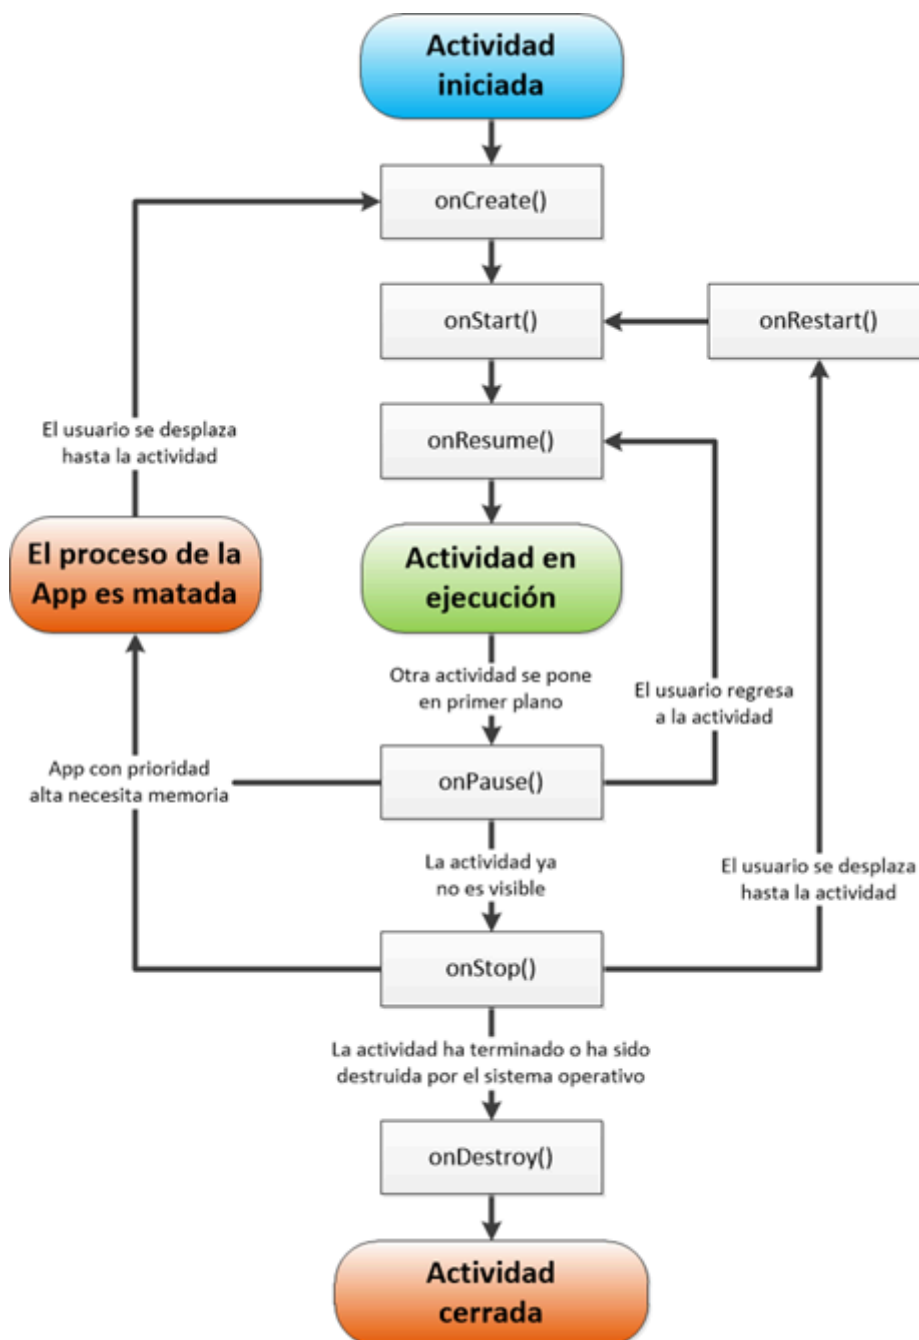 Actividad
iniciada
onCreate()
onStart()
onRestart()
El usuario se desplaza
hasta la actividad
onResume()
El proceso de la
App es matada
Actividad en
ejecución
Otra actividad se pone
en primer plano
El usuario regresa
a la actividad
App con prioridad
alta necesita memoria
onPause()
La actividad ya
no es visible
El usuario se desplaza
hasta la actividad
onStop()
La actividad ha terminado o ha sido
destruida por el sistema operativo
onDestroy()
Actividad
cerrada